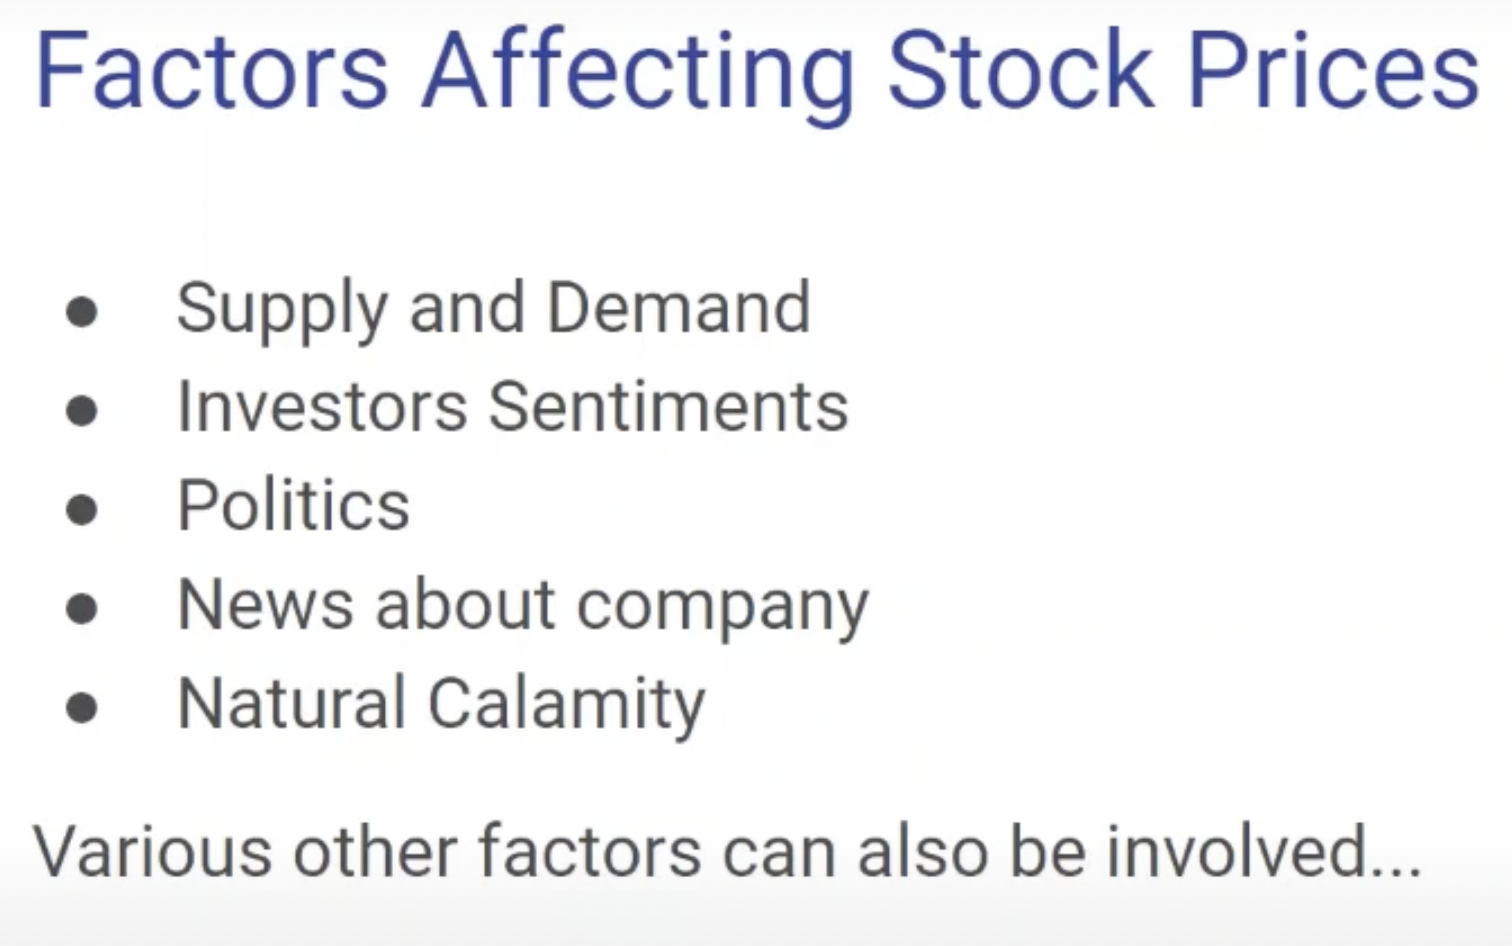 Factors Affecting Stock Prices
● Supply and Demand
● Investors Sentiments
● Politics
● News about company
● Natural Calamity
Various other factors can also be involved...